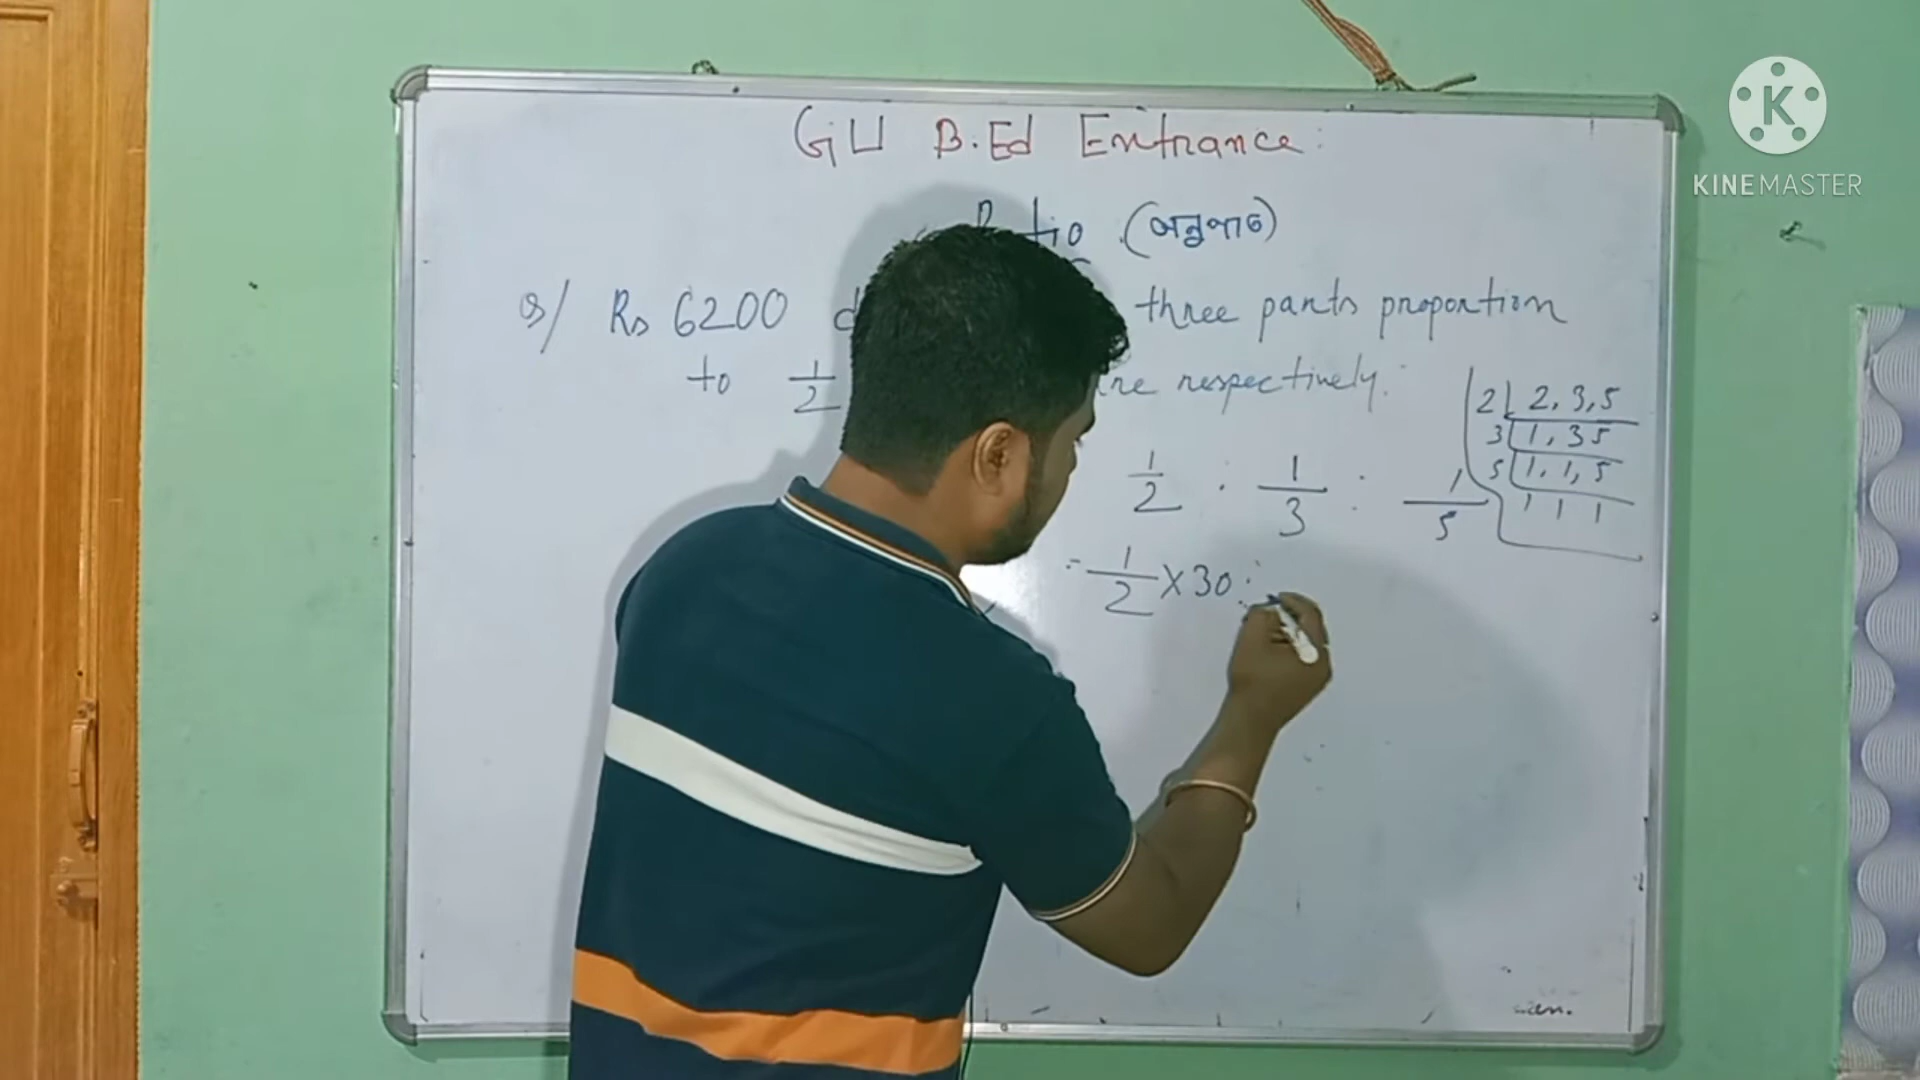 GU B.Ed Entrance:
(অনুপাত)
Q/ Rs 6200 three parts proportion
to 1/2 respectively.
2 | 2, 3, 5
3 | 1, 3 5
5 | 1, 1, 5
1 1 1
1/2 : 1/3 : 1/5
= 1/2 X 30 :
KINEMASTER